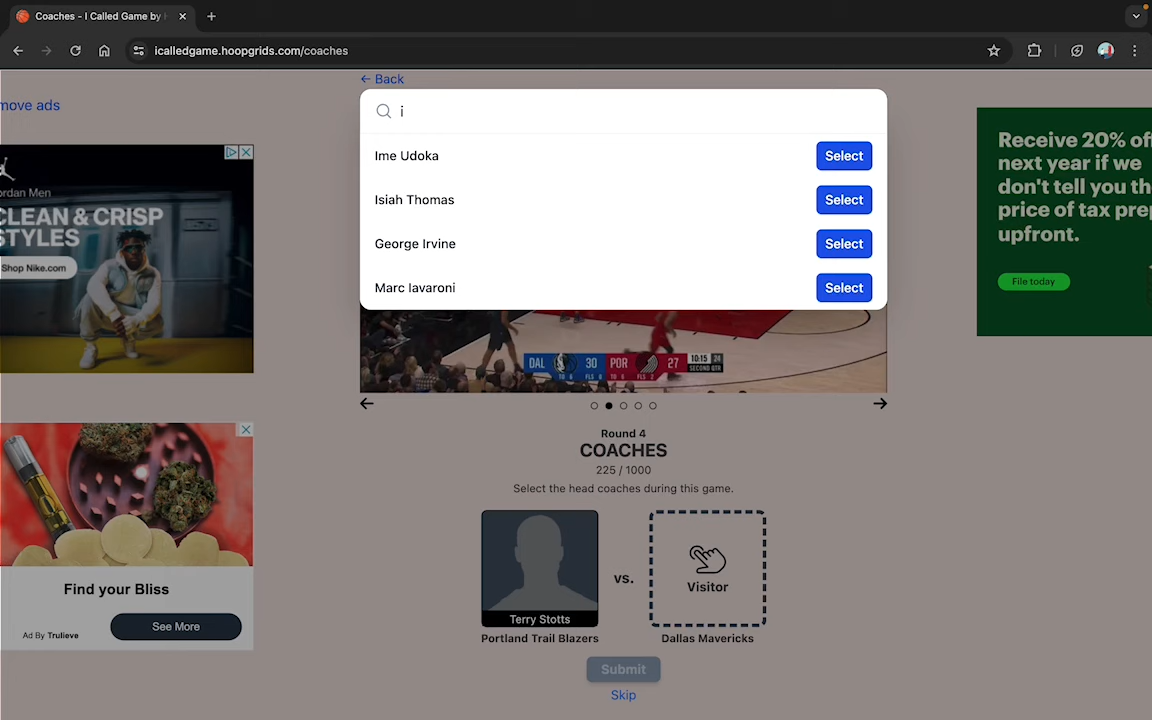 Coaches - I Called Game by
icalledgame.hoopgrids.com/coaches
← Back
move ads
i
Ime Udoka
Select
Isiah Thomas
Select
George Irvine
Select
Marc Iavaroni
Select
ordan Men
CLEAN & CRISP
STYLES
Shop Nike.com
Receive 20% off
next year if we
don't tell you th
price of tax prep
upfront.
File today
DAL 30 POR 27 10:15 24
SECOND QTR
Round 4
COACHES
225 / 1000
Select the head coaches during this game.
Terry Stotts
vs.
Visitor
Portland Trail Blazers
Dallas Mavericks
Submit
Skip
Find your Bliss
Ad By Trulieve
See More